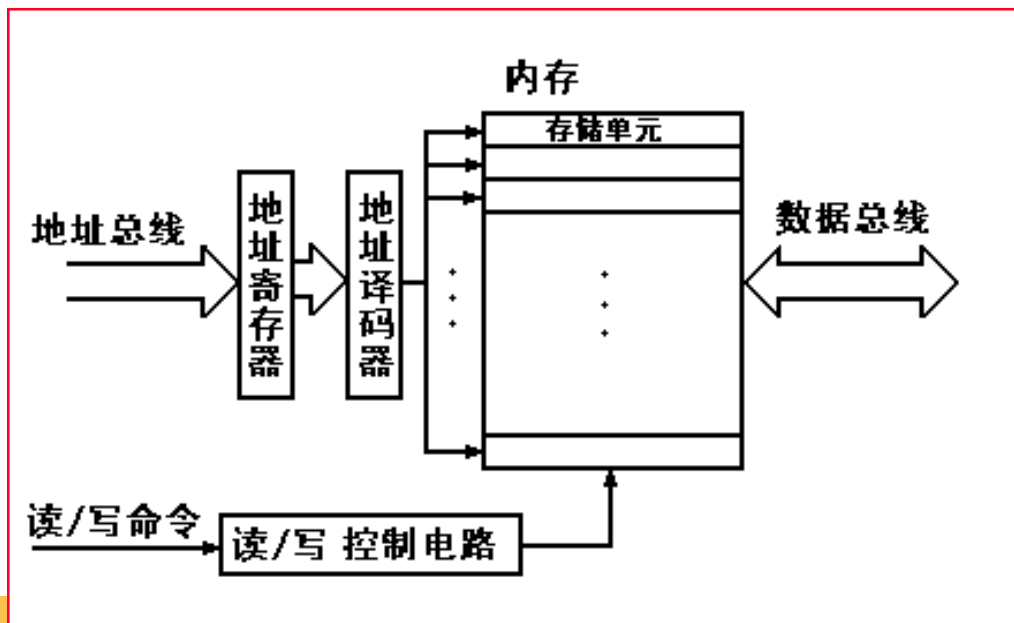 内存
存储单元
地址总线
地址寄存器
地址译码器
数据总线
读/写命令
读/写 控制电路